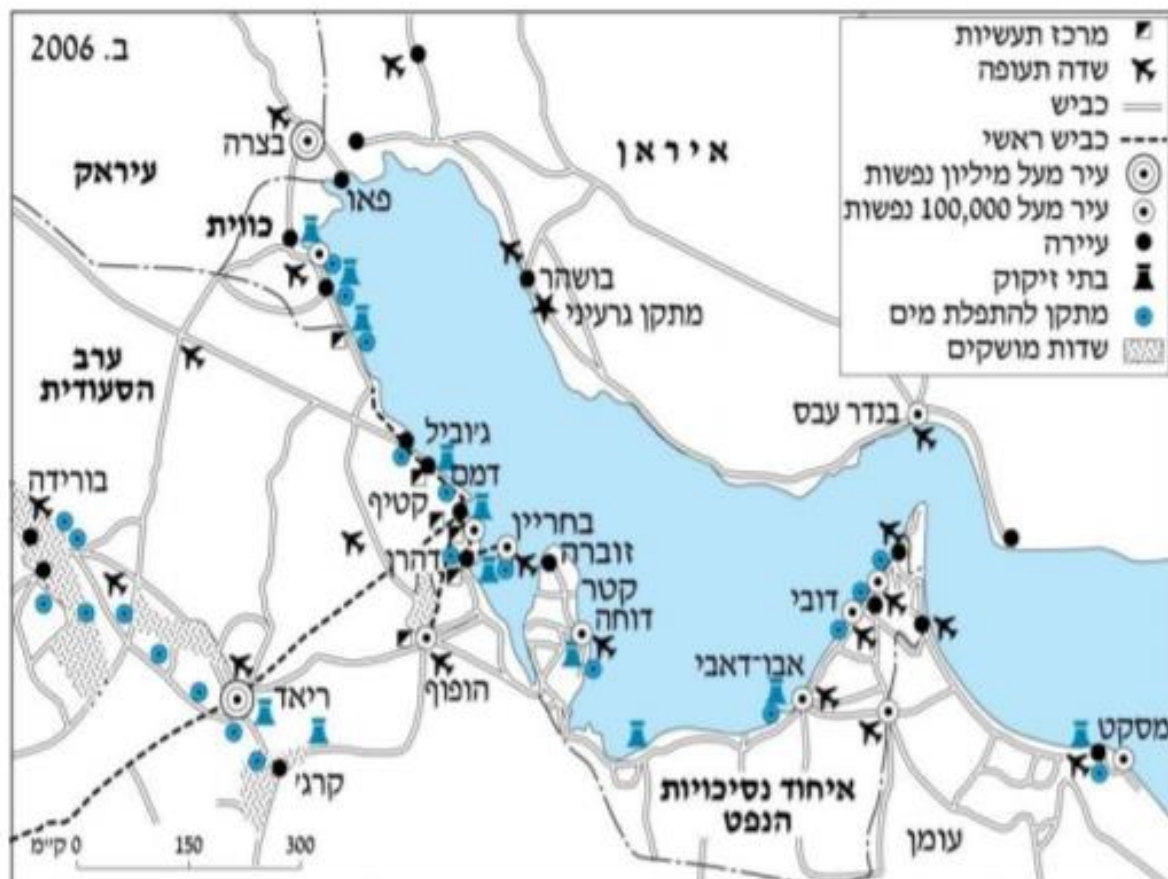 ב. 2006
מרכז תעשיות
שדה תעופה
כביש
כביש ראשי
עיר מעל מיליון נפשות
עיר מעל 100,000 נפשות
עיירה
בתי זיקוק
מתקן להתפלת מים
שדות מושקים
איראן
בצרה
עיראק
פאו
כווית
בושהר
מתקן גרעיני
ערב
הסעודית
בנדר עבס
ג'וביל
דמם
קטיף
בורידה
בחריין
זוברה
דהרן
קטר
דוחה
דובי
אבו־דאבי
הופוף
ריאד
מסקט
קרג'
איחוד נסיכויות
הנפט
עומן
0 150 300 ק״מ